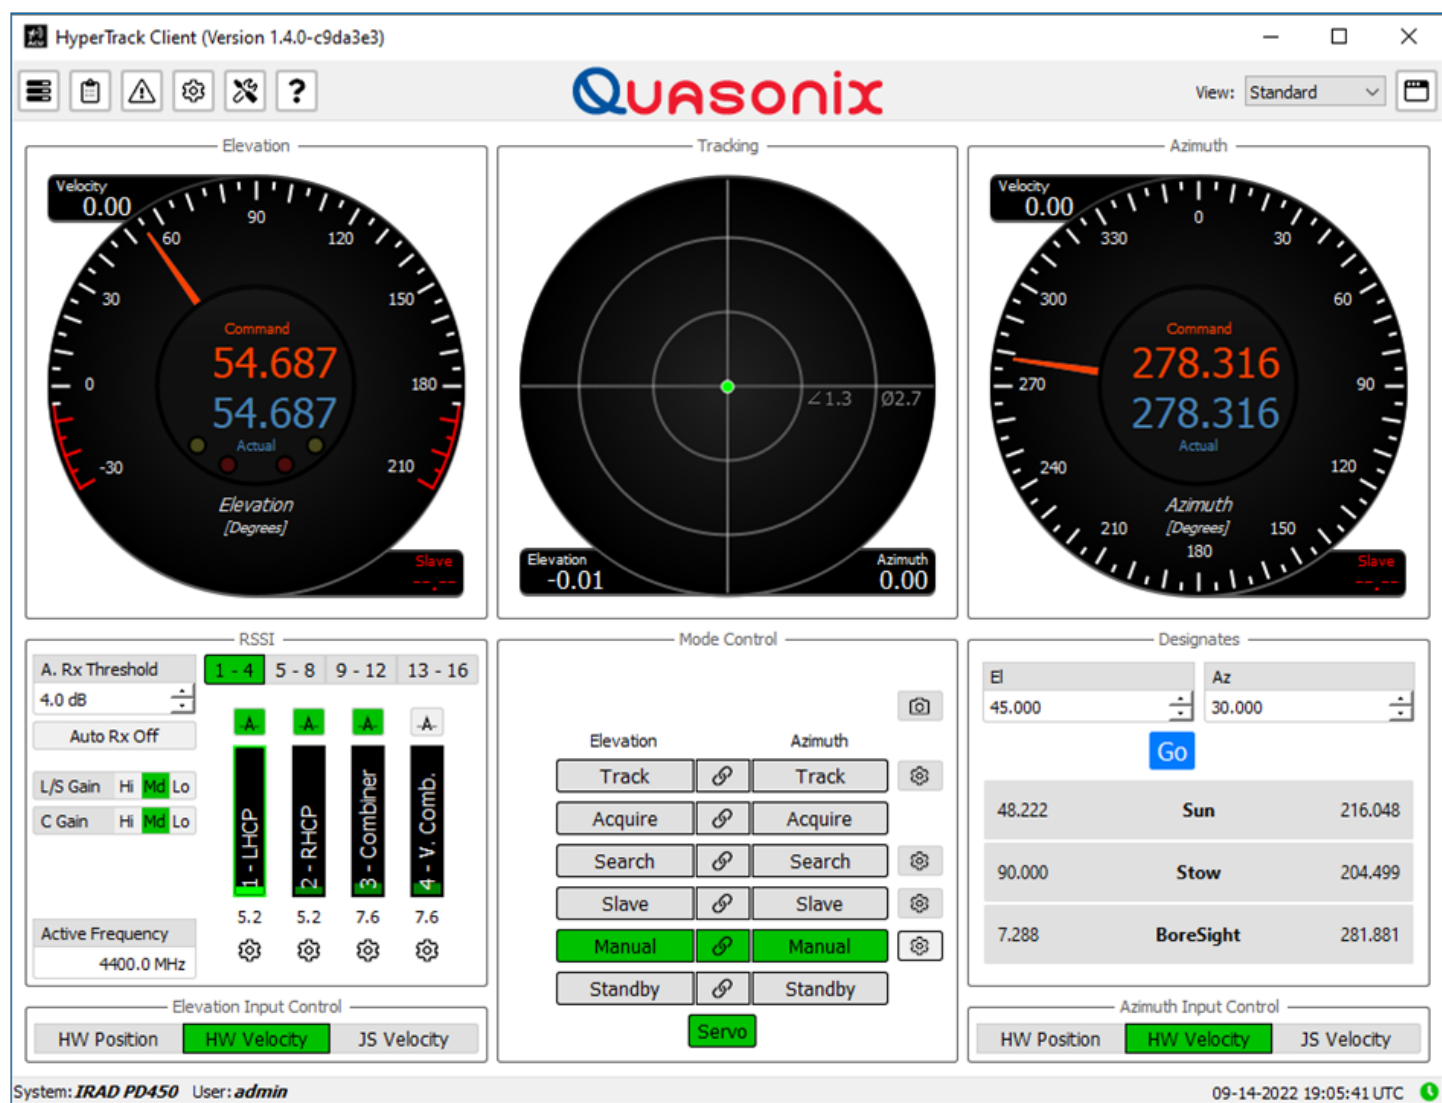 HyperTrack Client (Version 1.4.0-c9da3e3)
? QUASONIX View: Standard
Elevation
Velocity
0.00
-30
0
30
60
90
120
150
180
210
Command
54.687
54.687
Actual
Elevation
[Degrees]
Slave
--.--
Tracking
∠1.3 Ø2.7
Elevation
-0.01
Azimuth
0.00
Azimuth
Velocity
0.00
0
30
60
90
120
150
180
210
240
270
300
330
Command
278.316
278.316
Actual
Azimuth
[Degrees]
Slave
--.--
RSSI
A. Rx Threshold
4.0 dB
Auto Rx Off
L/S Gain Hi Md Lo
C Gain Hi Md Lo
Active Frequency
4400.0 MHz
1 - 4 5 - 8 9 - 12 13 - 16
-A- -A- -A- -A-
1 - LHCP
2 - RHCP
3 - Combiner
4 - V. Comb.
5.2 5.2 7.6 7.6
Elevation Input Control
HW Position HW Velocity JS Velocity
Mode Control
Elevation Azimuth
Track Track
Acquire Acquire
Search Search
Slave Slave
Manual Manual
Standby Standby
Servo
Designates
El Az
45.000 30.000
Go
48.222 Sun 216.048
90.000 Stow 204.499
7.288 BoreSight 281.881
Azimuth Input Control
HW Position HW Velocity JS Velocity
System: IRAD PD450 User: admin 09-14-2022 19:05:41 UTC